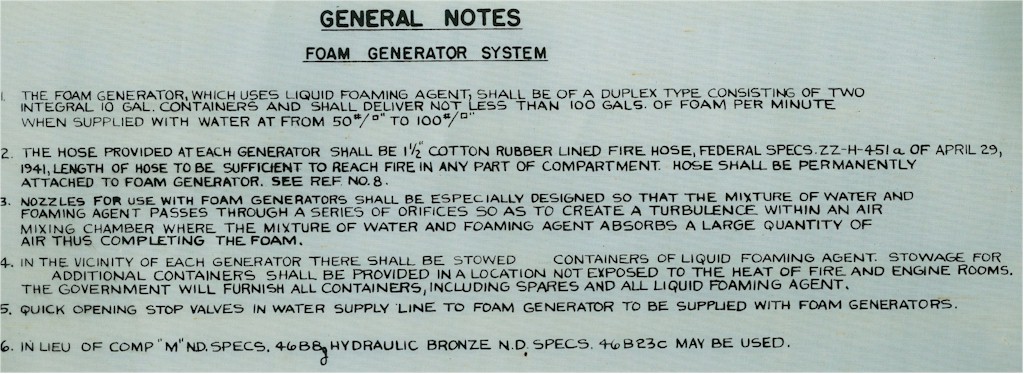 GENERAL NOTES
FOAM GENERATOR SYSTEM
1. THE FOAM GENERATOR, WHICH USES LIQUID FOAMING AGENT, SHALL BE OF A DUPLEX TYPE CONSISTING OF TWO
INTEGRAL 10 GAL. CONTAINERS AND SHALL DELIVER NOT LESS THAN 100 GALS. OF FOAM PER MINUTE
WHEN SUPPLIED WITH WATER AT FROM 50#/□" TO 100#/□"
2. THE HOSE PROVIDED AT EACH GENERATOR SHALL BE 1½" COTTON RUBBER LINED FIRE HOSE, FEDERAL SPECS. ZZ-H-451a OF APRIL 29,
1941, LENGTH OF HOSE TO BE SUFFICIENT TO REACH FIRE IN ANY PART OF COMPARTMENT. HOSE SHALL BE PERMANENTLY
ATTACHED TO FOAM GENERATOR. SEE REF. NO. 8.
3. NOZZLES FOR USE WITH FOAM GENERATORS SHALL BE ESPECIALLY DESIGNED SO THAT THE MIXTURE OF WATER AND
FOAMING AGENT PASSES THROUGH A SERIES OF ORIFICES SO AS TO CREATE A TURBULENCE WITHIN AN AIR
MIXING CHAMBER WHERE THE MIXTURE OF WATER AND FOAMING AGENT ABSORBS A LARGE QUANTITY OF
AIR THUS COMPLETING THE FOAM.
4. IN THE VICINITY OF EACH GENERATOR THERE SHALL BE STOWED CONTAINERS OF LIQUID FOAMING AGENT. STOWAGE FOR
ADDITIONAL CONTAINERS SHALL BE PROVIDED IN A LOCATION NOT EXPOSED TO THE HEAT OF FIRE AND ENGINE ROOMS.
THE GOVERNMENT WILL FURNISH ALL CONTAINERS, INCLUDING SPARES AND ALL LIQUID FOAMING AGENT.
5. QUICK OPENING STOP VALVES IN WATER SUPPLY LINE TO FOAM GENERATOR TO BE SUPPLIED WITH FOAM GENERATORS.
6. IN LIEU OF COMP "M" N.D. SPECS. 46B8g HYDRAULIC BRONZE N.D. SPECS. 46B23c MAY BE USED.